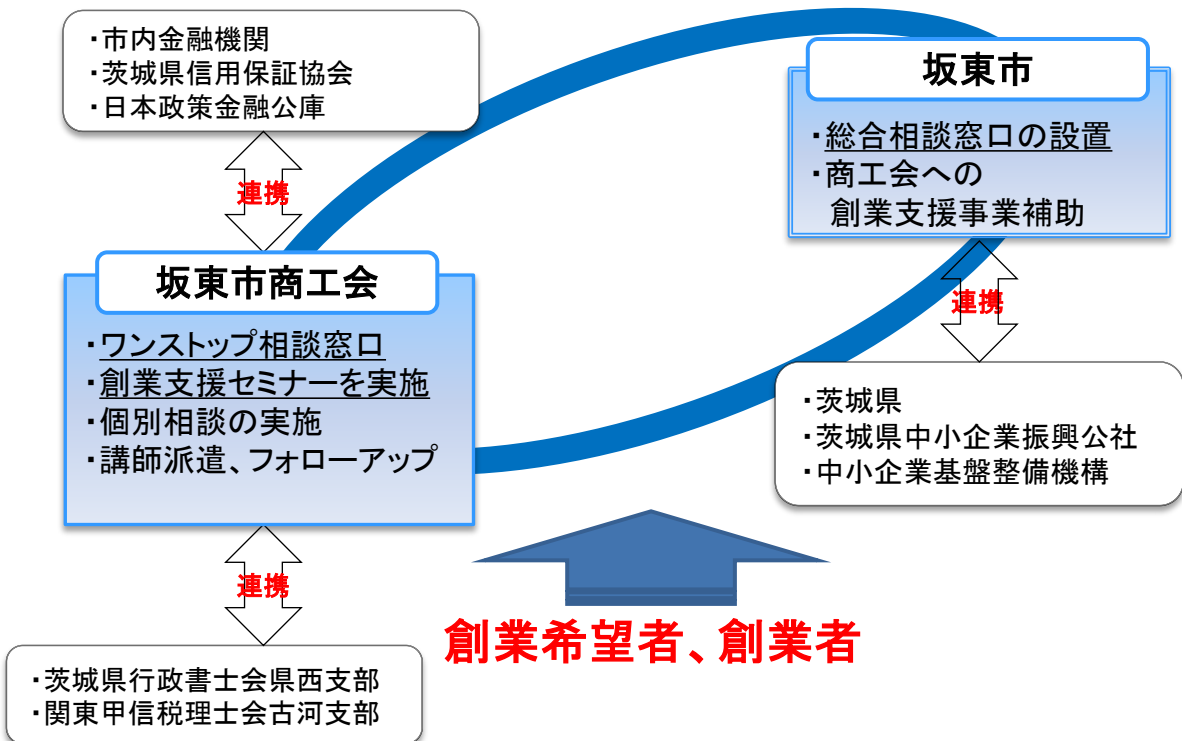 ・市内金融機関
・茨城県信用保証協会
・日本政策金融公庫
連携
坂東市
・総合相談窓口の設置
・商工会への
創業支援事業補助
坂東市商工会
・ワンストップ相談窓口
・創業支援セミナーを実施
・個別相談の実施
・講師派遣、フォローアップ
連携
・茨城県
・茨城県中小企業振興公社
・中小企業基盤整備機構
連携
創業希望者、創業者
・茨城県行政書士会県西支部
・関東甲信税理士会古河支部